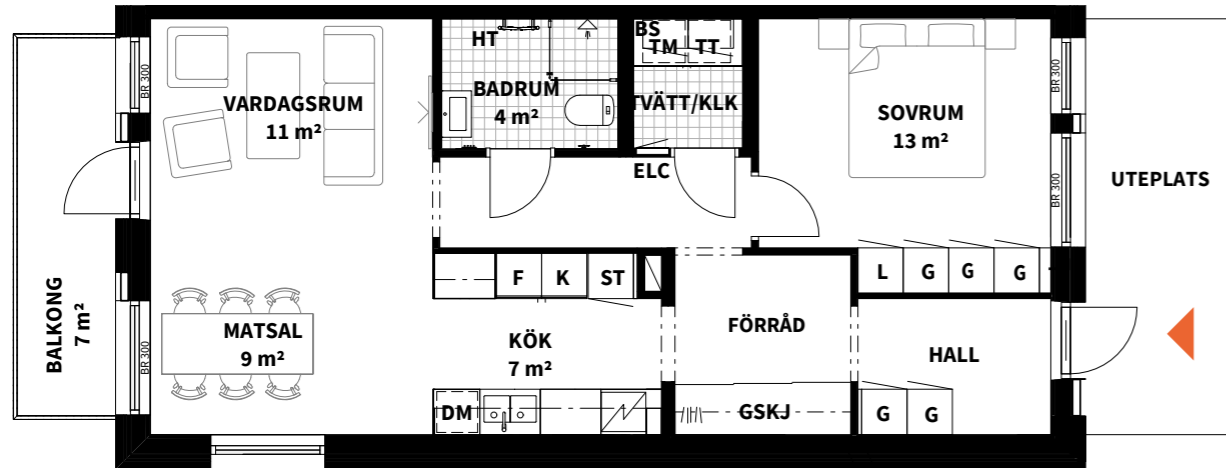 BR 300
VARDAGSRUM
11 m²
HT
BADRUM
4 m²
BS
TM
TT
TVÄTT/KLK
ELC
SOVRUM
13 m²
BR 300
BR 300
UTEPLATS
BALKONG
7 m²
MATSAL
9 m²
BR 300
F
K
ST
KÖK
7 m²
DM
FÖRRÅD
GSKJ
L
G
G
G
HALL
G
G